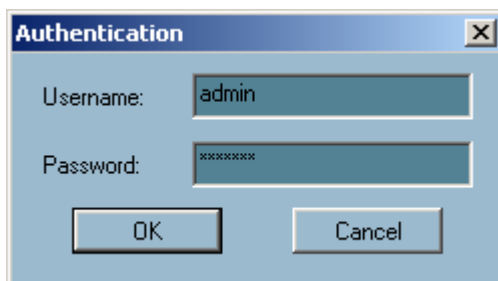 Authentication
Username: admin
Password: *******
OK Cancel